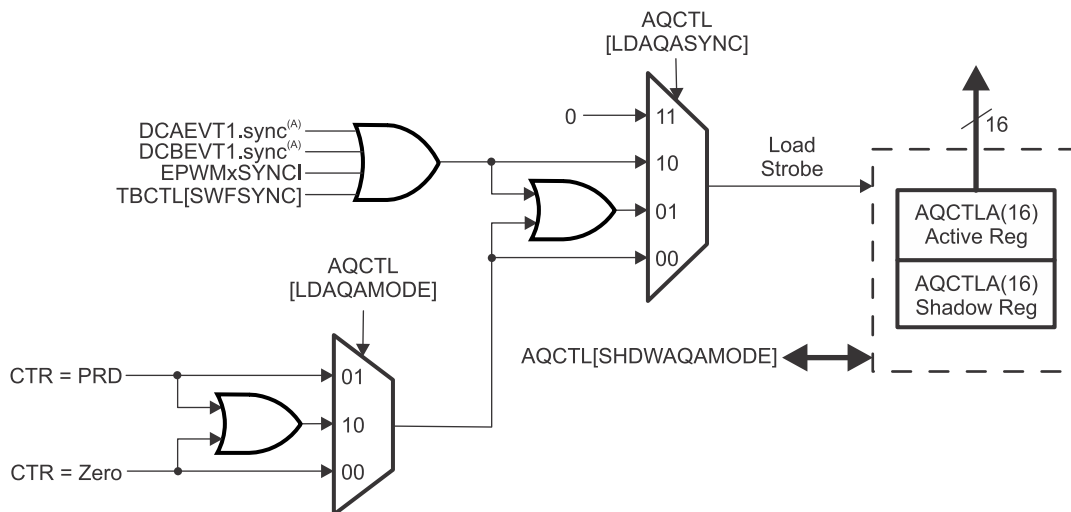 AQCTL
[LDAQASYNC]
0
11
16
DCAEVT1.sync(A)
DCBEVT1.sync(A)
EPWMxSYNCI
TBCTL[SWFSYNC]
10
Load
Strobe
01
AQCTLA(16)
Active Reg
00
AQCTL
[LDAQAMODE]
AQCTLA(16)
Shadow Reg
AQCTL[SHDWAQAMODE]
CTR = PRD
01
10
CTR = Zero
00